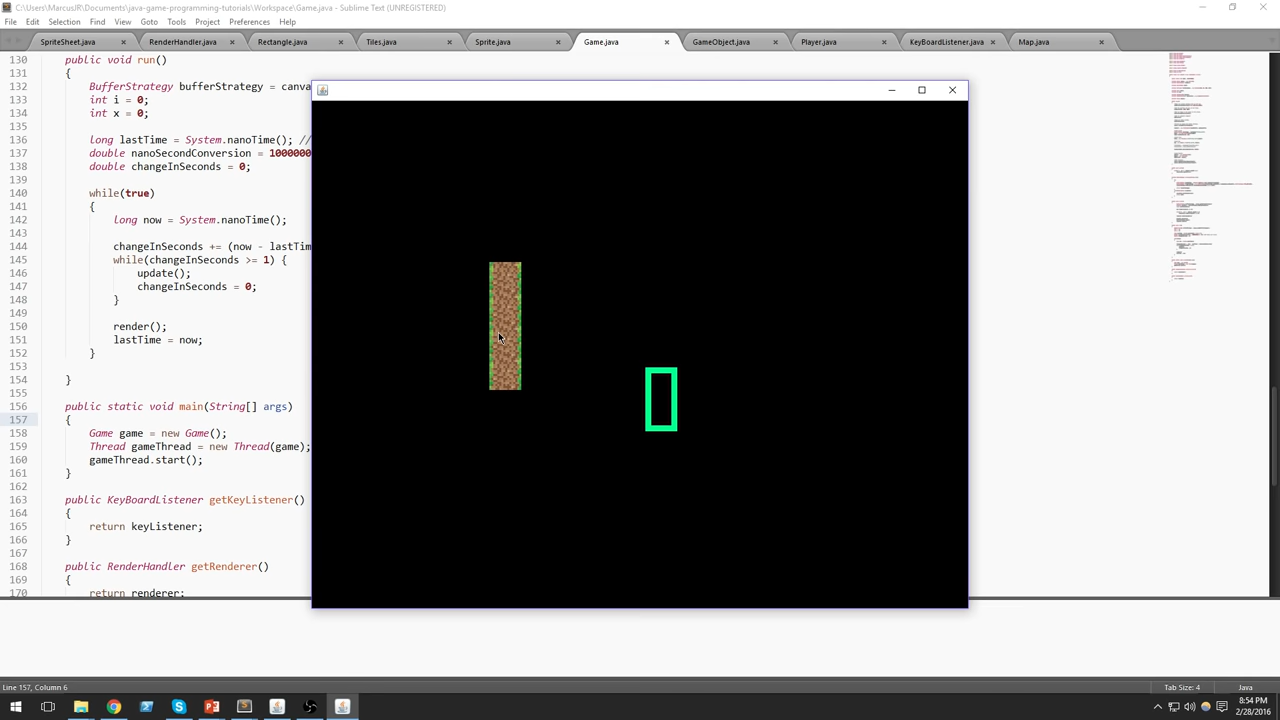 C:\Users\MarcusJR\Documents\java-game-programming-tutorials\Workspace\Game.java - Sublime Text (UNREGISTERED)
File Edit Selection Find View Goto Tools Project Preferences Help
SpriteSheet.java RenderHandler.java Rectangle.java Tiles.java Sprite.java Game.java GameObject.java Player.java KeyBoardListener.java Map.java
130 public void run()
131 {
132 BufferStrategy bufferStrategy = canva
133 int i = 0;
134 int x = 0;
135
136 long lastTime = System.nanoTime(); //
137 double nanoSecondConversion = 1000000
138 double changeInSeconds = 0;
139
140 while(true)
141 {
142 long now = System.nanoTime();
143
144 changeInSeconds += (now - lastTim
145 while(changeInSeconds >= 1) {
146 update();
147 changeInSeconds = 0;
148 }
149
150 render();
151 lastTime = now;
152 }
153
154 }
155
156 public static void main(String[] args)
157 {
158 Game game = new Game();
159 Thread gameThread = new Thread(game);
160 gameThread.start();
161 }
162
163 public KeyBoardListener getKeyListener()
164 {
165 return keyListener;
166 }
167
168 public RenderHandler getRenderer()
169 {
170 return renderer;
Line 157, Column 6
Tab Size: 4
Java
8:54 PM
2/28/2016